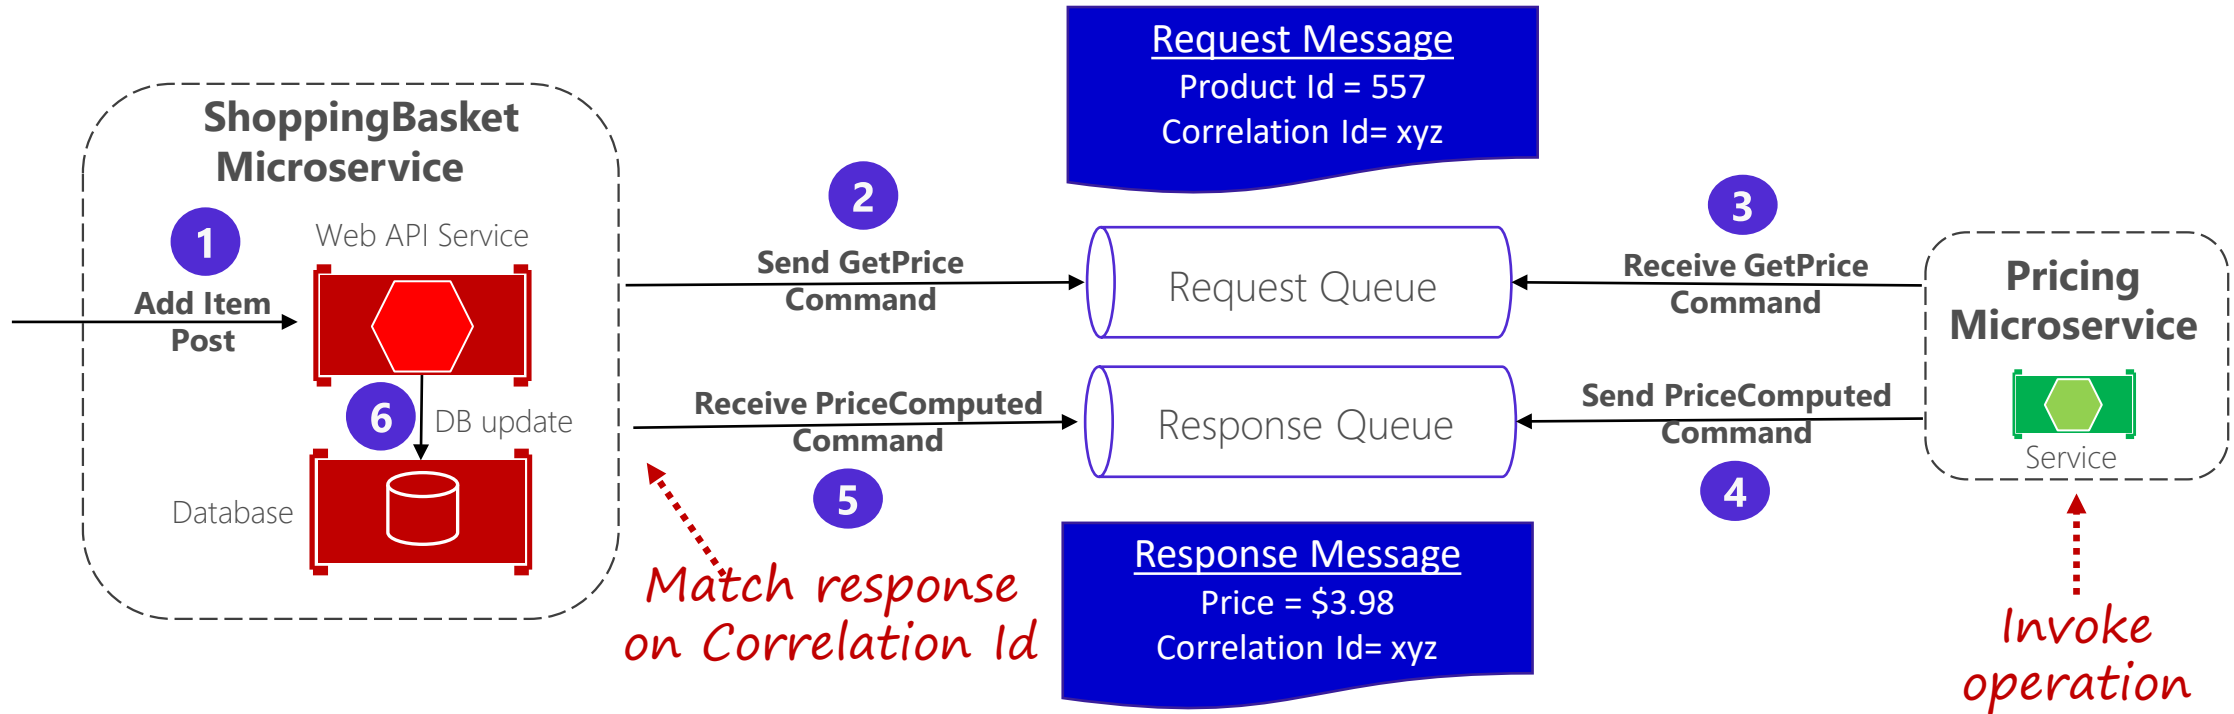 ShoppingBasket
Microservice
1
Add Item
Post
Web API Service
6
DB update
Database
2
Send GetPrice
Command
Receive PriceComputed
Command
5
Match response
on Correlation Id
Request Message
Product Id = 557
Correlation Id= xyz
Request Queue
Response Queue
Response Message
Price = $3.98
Correlation Id= xyz
3
Receive GetPrice
Command
Send PriceComputed
Command
4
Pricing
Microservice
Service
Invoke
operation